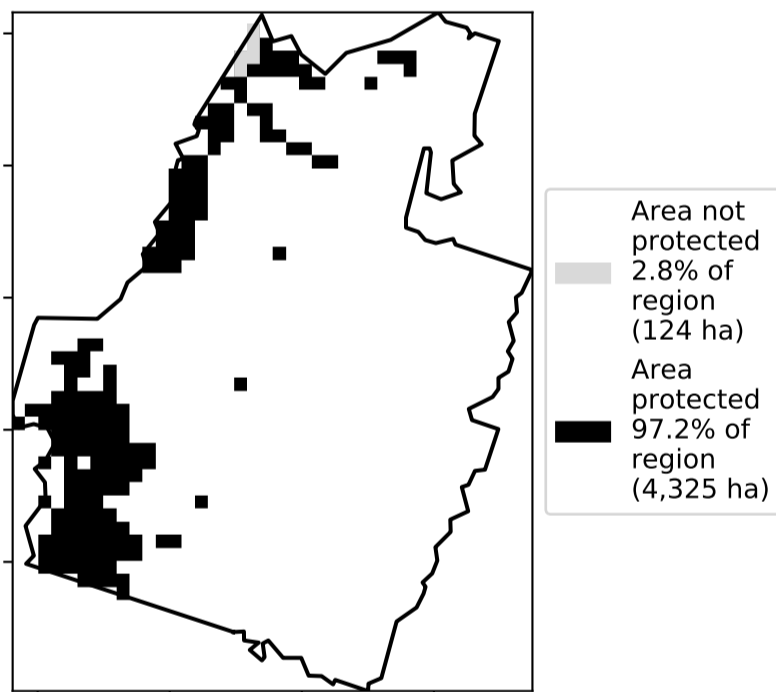 Area not
protected
2.8% of
region
(124 ha)
Area
protected
97.2% of
region
(4,325 ha)